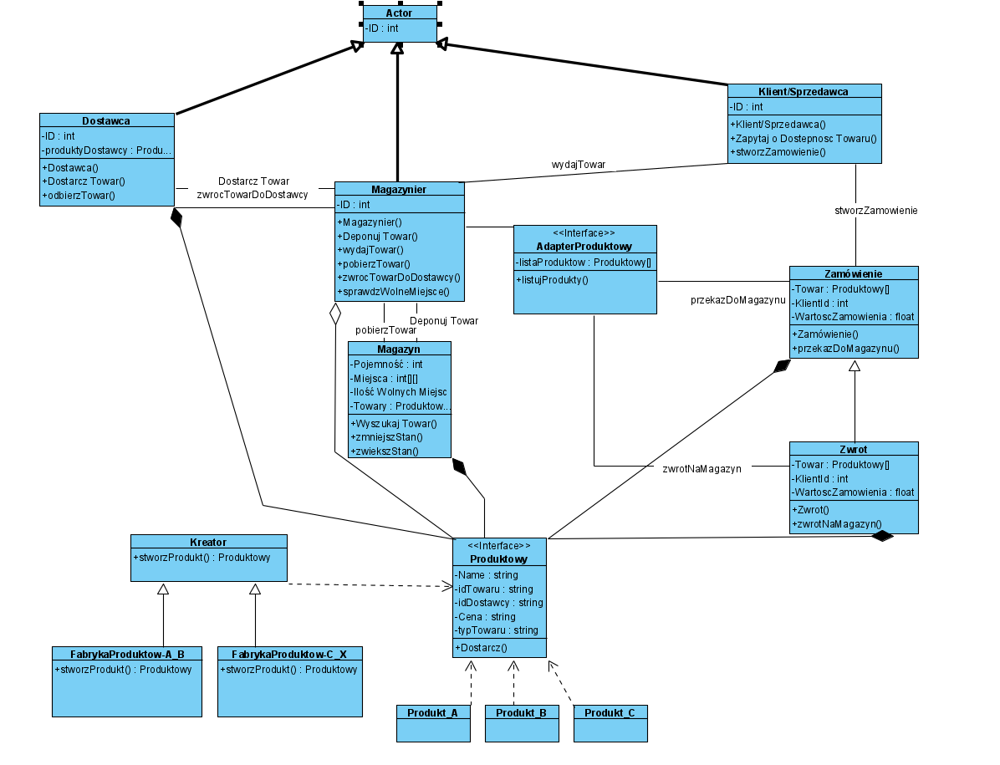 Actor
-ID : int
Klient/Sprzedawca
-ID : int
+Klient/Sprzedawca()
+Zapytaj o Dostepnosc Towaru()
+stworzZamowienie()
Dostawca
-ID : int
-produktyDostawcy : Produ...
+Dostawca()
+Dostarcz Towar()
+odbierzTowar()
wydajTowar
Dostarcz Towar
zwrocTowarDoDostawcy
Magazynier
-ID : int
+Magazynier()
+Deponuj Towar()
+wydajTowar()
+pobierzTowar()
+zwrocTowarDoDostawcy()
+sprawdzWolneMiejsce()
stworzZamowienie
<<Interface>>
AdapterProduktowy
-listaProduktow : Produktowy[]
+listujProdukty()
Zamówienie
-Towar : Produktowy[]
-KlientId : int
-WartoscZamowienia : float
+Zamówienie()
+przekazDoMagazynu()
przekazDoMagazynu
Deponuj Towar
pobierzTowar
Magazyn
-Pojemność : int
-Miejsca : int[][]
-Ilość Wolnych Miejsc
-Towary : Produktow...
+Wyszukaj Towar()
+zmniejszStan()
+zwiekszStan()
zwrotNaMagazyn
Zwrot
-Towar : Produktowy[]
-KlientId : int
-WartoscZamowienia : float
+Zwrot()
+zwrotNaMagazyn()
Kreator
+stworzProdukt() : Produktowy
<<Interface>>
Produktowy
-Name : string
-idTowaru : string
-idDostawcy : string
-Cena : string
-typTowaru : string
+Dostarcz()
FabrykaProduktow-A_B
+stworzProdukt() : Produktowy
FabrykaProduktow-C_X
+stworzProdukt() : Produktowy
Produkt_A
Produkt_B
Produkt_C